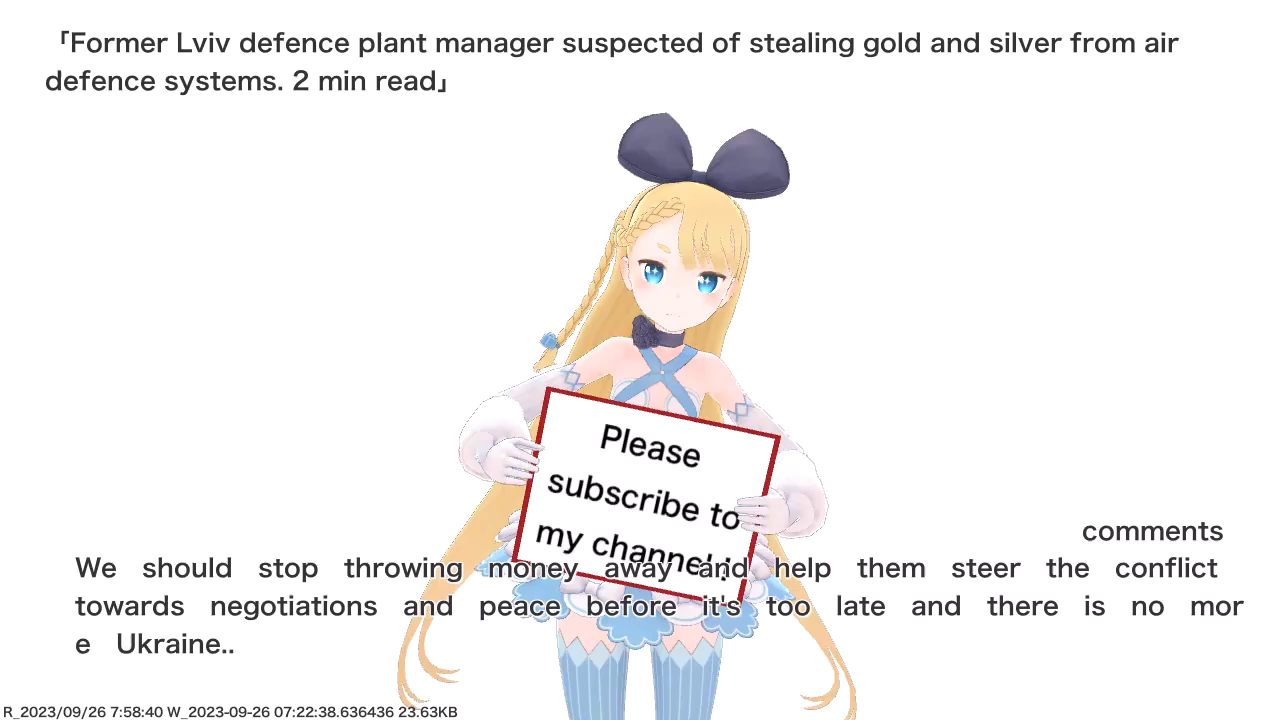 「Former Lviv defence plant manager suspected of stealing gold and silver from air
defence systems. 2 min read」
Please
subscribe to
my channel!
comments
We should stop throwing money away and help them steer the conflict
towards negotiations and peace before it's too late and there is no mor
e Ukraine..
R_2023/09/26 7:58:40 W_2023-09-26 07:22:38.636436 23.63KB